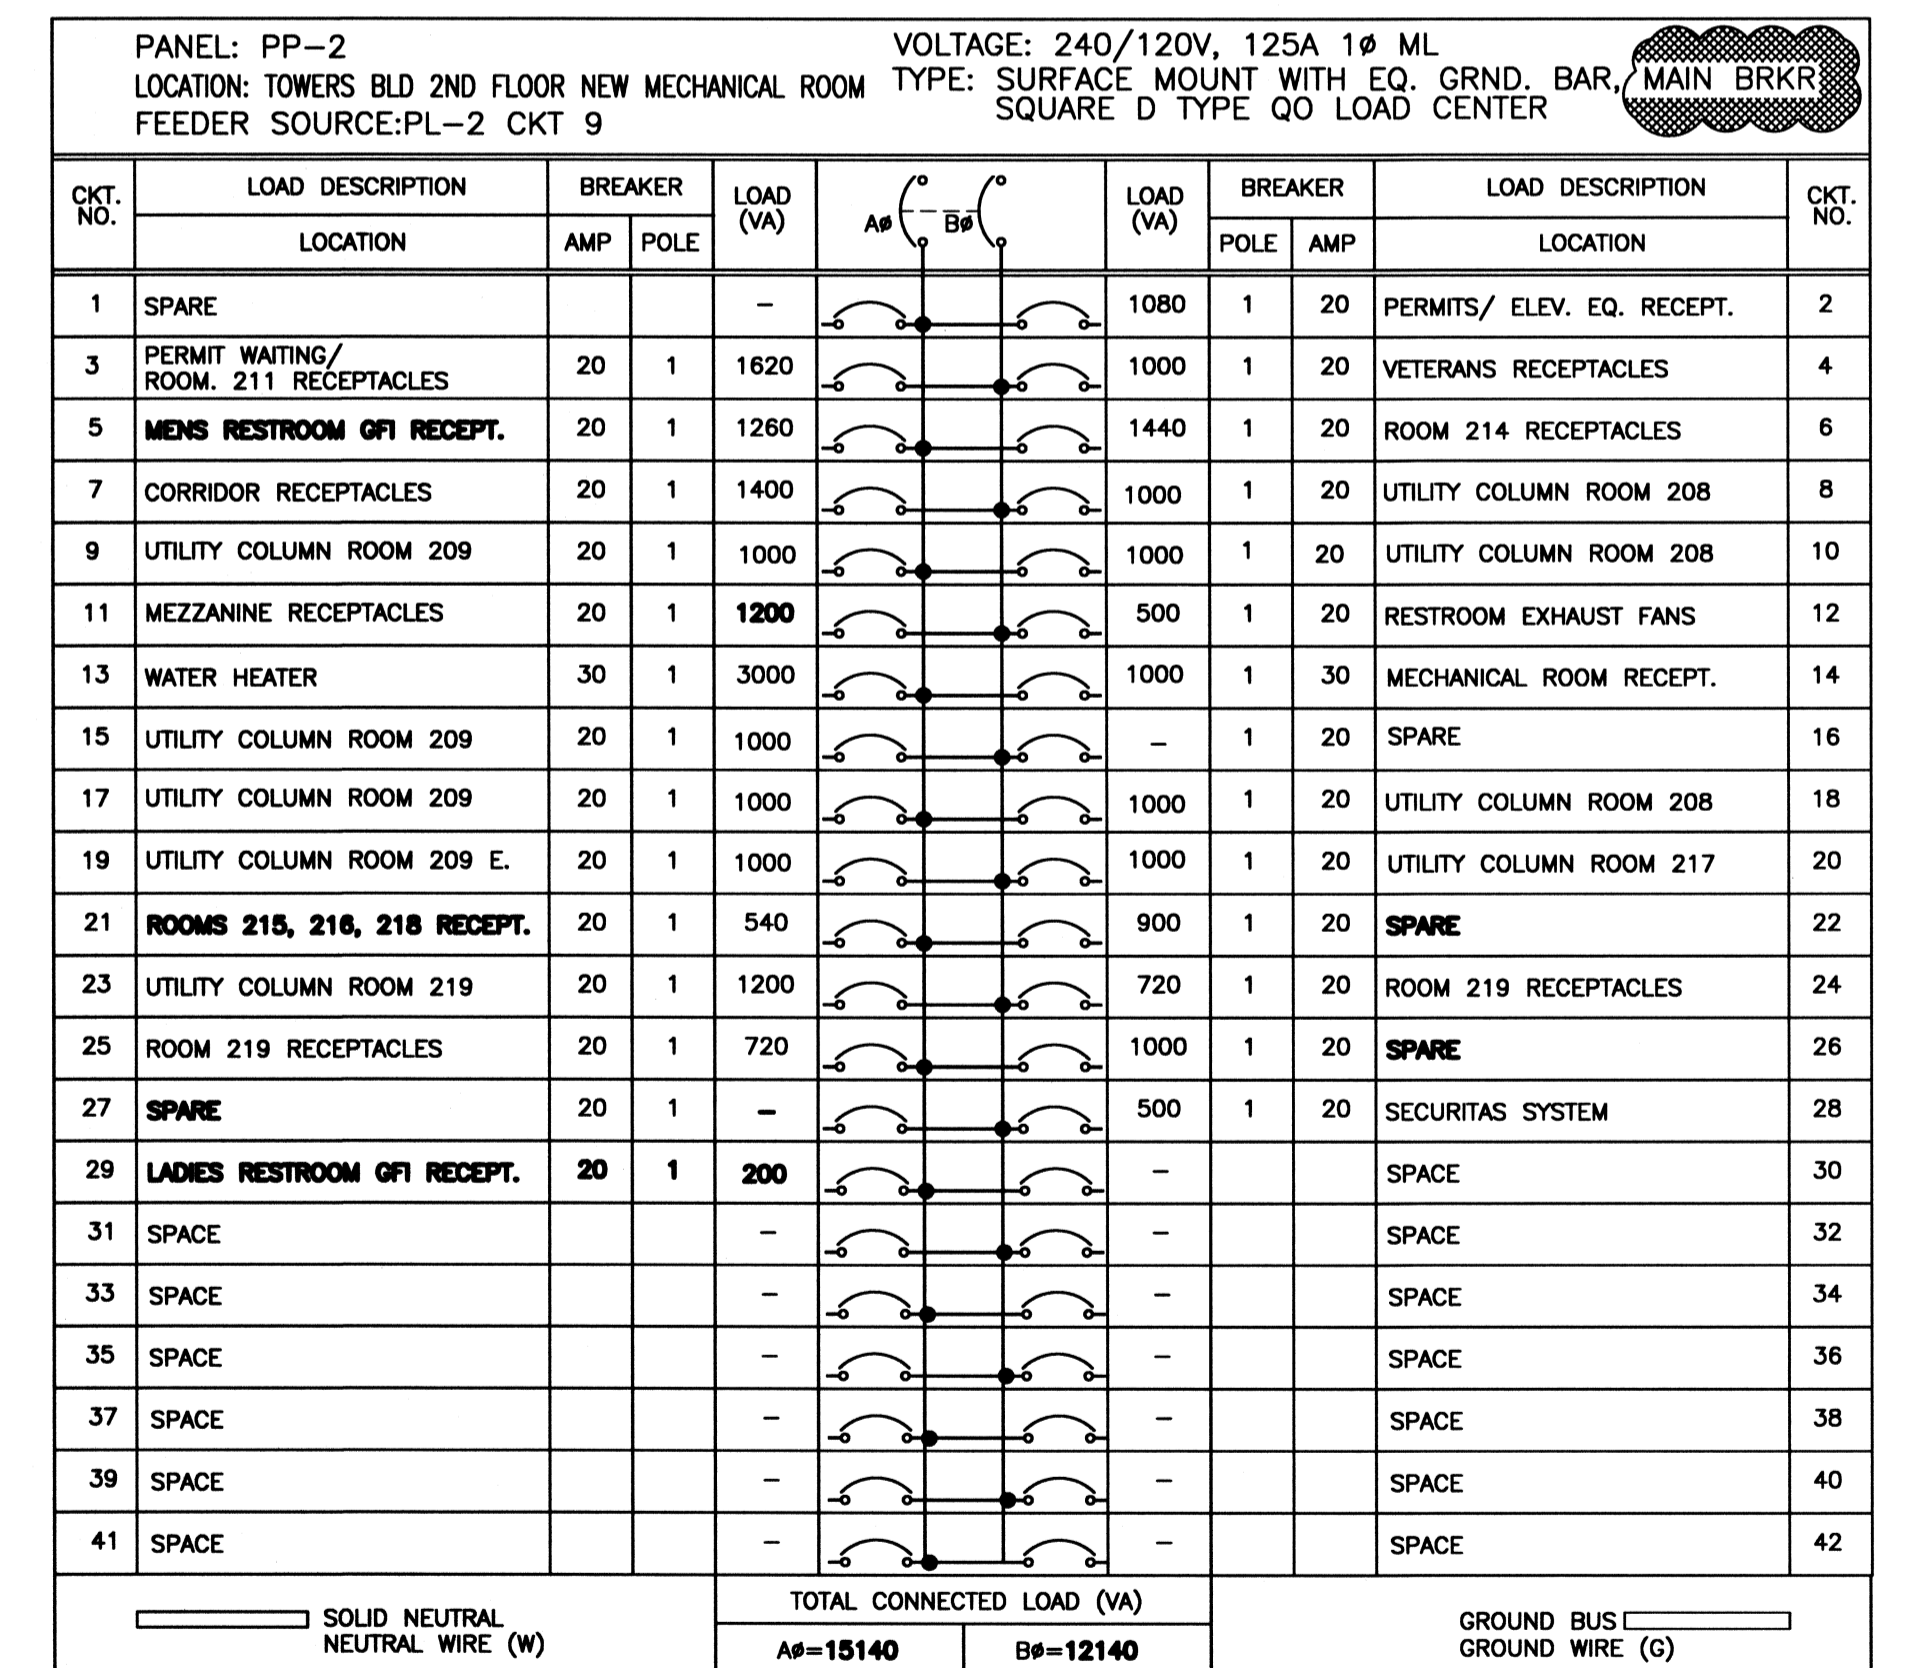 PANEL: PP-2
LOCATION: TOWERS BLD 2ND FLOOR NEW MECHANICAL ROOM
FEEDER SOURCE:PL-2 CKT 9
VOLTAGE: 240/120V, 125A 1ø ML
TYPE: SURFACE MOUNT WITH EQ. GRND. BAR, MAIN BRKR
SQUARE D TYPE QO LOAD CENTER
CKT. NO. LOAD DESCRIPTION LOCATION BREAKER AMP POLE LOAD (VA) Aø Bø LOAD (VA) BREAKER POLE AMP LOAD DESCRIPTION LOCATION CKT. NO.
1 SPARE - 1080 1 20 PERMITS/ ELEV. EQ. RECEPT. 2
3 PERMIT WAITING/ ROOM. 211 RECEPTACLES 20 1 1620 1000 1 20 VETERANS RECEPTACLES 4
5 MENS RESTROOM GFI RECEPT. 20 1 1260 1440 1 20 ROOM 214 RECEPTACLES 6
7 CORRIDOR RECEPTACLES 20 1 1400 1000 1 20 UTILITY COLUMN ROOM 208 8
9 UTILITY COLUMN ROOM 209 20 1 1000 1000 1 20 UTILITY COLUMN ROOM 208 10
11 MEZZANINE RECEPTACLES 20 1 1200 500 1 20 RESTROOM EXHAUST FANS 12
13 WATER HEATER 30 1 3000 1000 1 30 MECHANICAL ROOM RECEPT. 14
15 UTILITY COLUMN ROOM 209 20 1 1000 - 1 20 SPARE 16
17 UTILITY COLUMN ROOM 209 20 1 1000 1000 1 20 UTILITY COLUMN ROOM 208 18
19 UTILITY COLUMN ROOM 209 E. 20 1 1000 1000 1 20 UTILITY COLUMN ROOM 217 20
21 ROOMS 215, 216, 218 RECEPT. 20 1 540 900 1 20 SPARE 22
23 UTILITY COLUMN ROOM 219 20 1 1200 720 1 20 ROOM 219 RECEPTACLES 24
25 ROOM 219 RECEPTACLES 20 1 720 1000 1 20 SPARE 26
27 SPARE 20 1 - 500 1 20 SECURITAS SYSTEM 28
29 LADIES RESTROOM GFI RECEPT. 20 1 200 - SPACE 30
31 SPACE - - SPACE 32
33 SPACE - - SPACE 34
35 SPACE - - SPACE 36
37 SPACE - - SPACE 38
39 SPACE - - SPACE 40
41 SPACE - - SPACE 42
SOLID NEUTRAL
NEUTRAL WIRE (W)
TOTAL CONNECTED LOAD (VA)
Aø=15140 Bø=12140
GROUND BUS
GROUND WIRE (G)